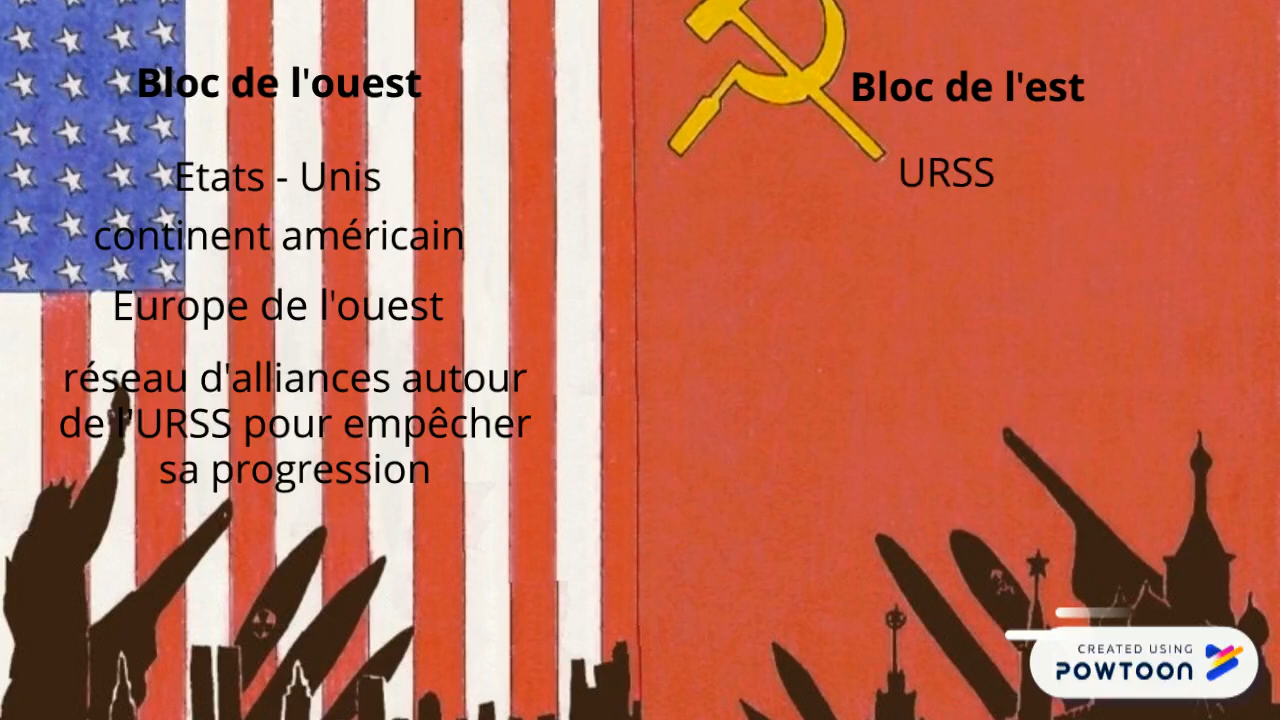 Bloc de l'ouest
Etats - Unis
continent américain
Europe de l'ouest
réseau d'alliances autour
de l'URSS pour empêcher
sa progression
Bloc de l'est
URSS
CREATED USING
POWTOON